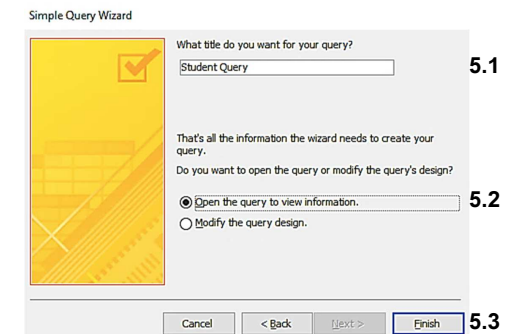 Simple Query Wizard
What title do you want for your query?
Student Query
5.1
That's all the information the wizard needs to create your
query.
Do you want to open the query or modify the query's design?
Open the query to view information.
5.2
Modify the query design.
Cancel
< Back
Next >
Finish
5.3